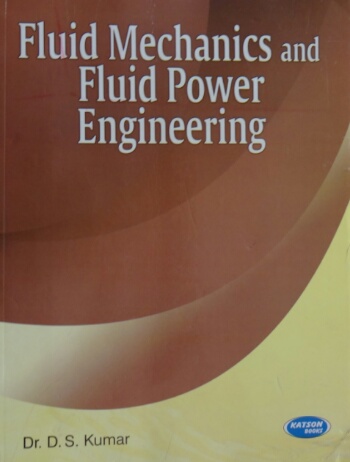 Fluid Mechanics and
Fluid Power
Engineering
KATSON
BOOKS
Dr. D. S. Kumar